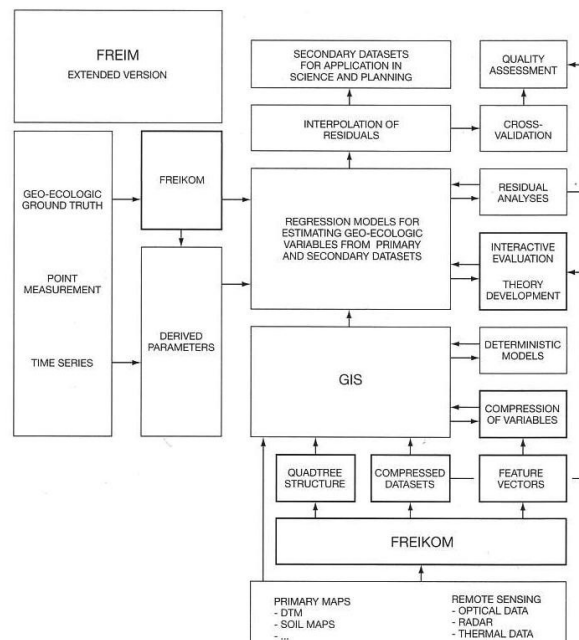 FREIM
EXTENDED VERSION
SECONDARY DATASETS
FOR APPLICATION IN
SCIENCE AND PLANNING
QUALITY
ASSESSMENT
INTERPOLATION OF
RESIDUALS
CROSS-
VALIDATION
GEO-ECOLOGIC
GROUND TRUTH
FREIKOM
REGRESSION MODELS FOR
ESTIMATING GEO-ECOLOGIC
VARIABLES FROM PRIMARY
AND SECONDARY DATASETS
RESIDUAL
ANALYSES
INTERACTIVE
EVALUATION
THEORY
DEVELOPMENT
POINT
MEASUREMENT
TIME SERIES
DERIVED
PARAMETERS
GIS
DETERMINISTIC
MODELS
COMPRESSION
OF VARIABLES
QUADTREE
STRUCTURE
COMPRESSED
DATASETS
FEATURE
VECTORS
FREIKOM
PRIMARY MAPS
- DTM
- SOIL MAPS
- ...
REMOTE SENSING
- OPTICAL DATA
- RADAR
- THERMAL DATA